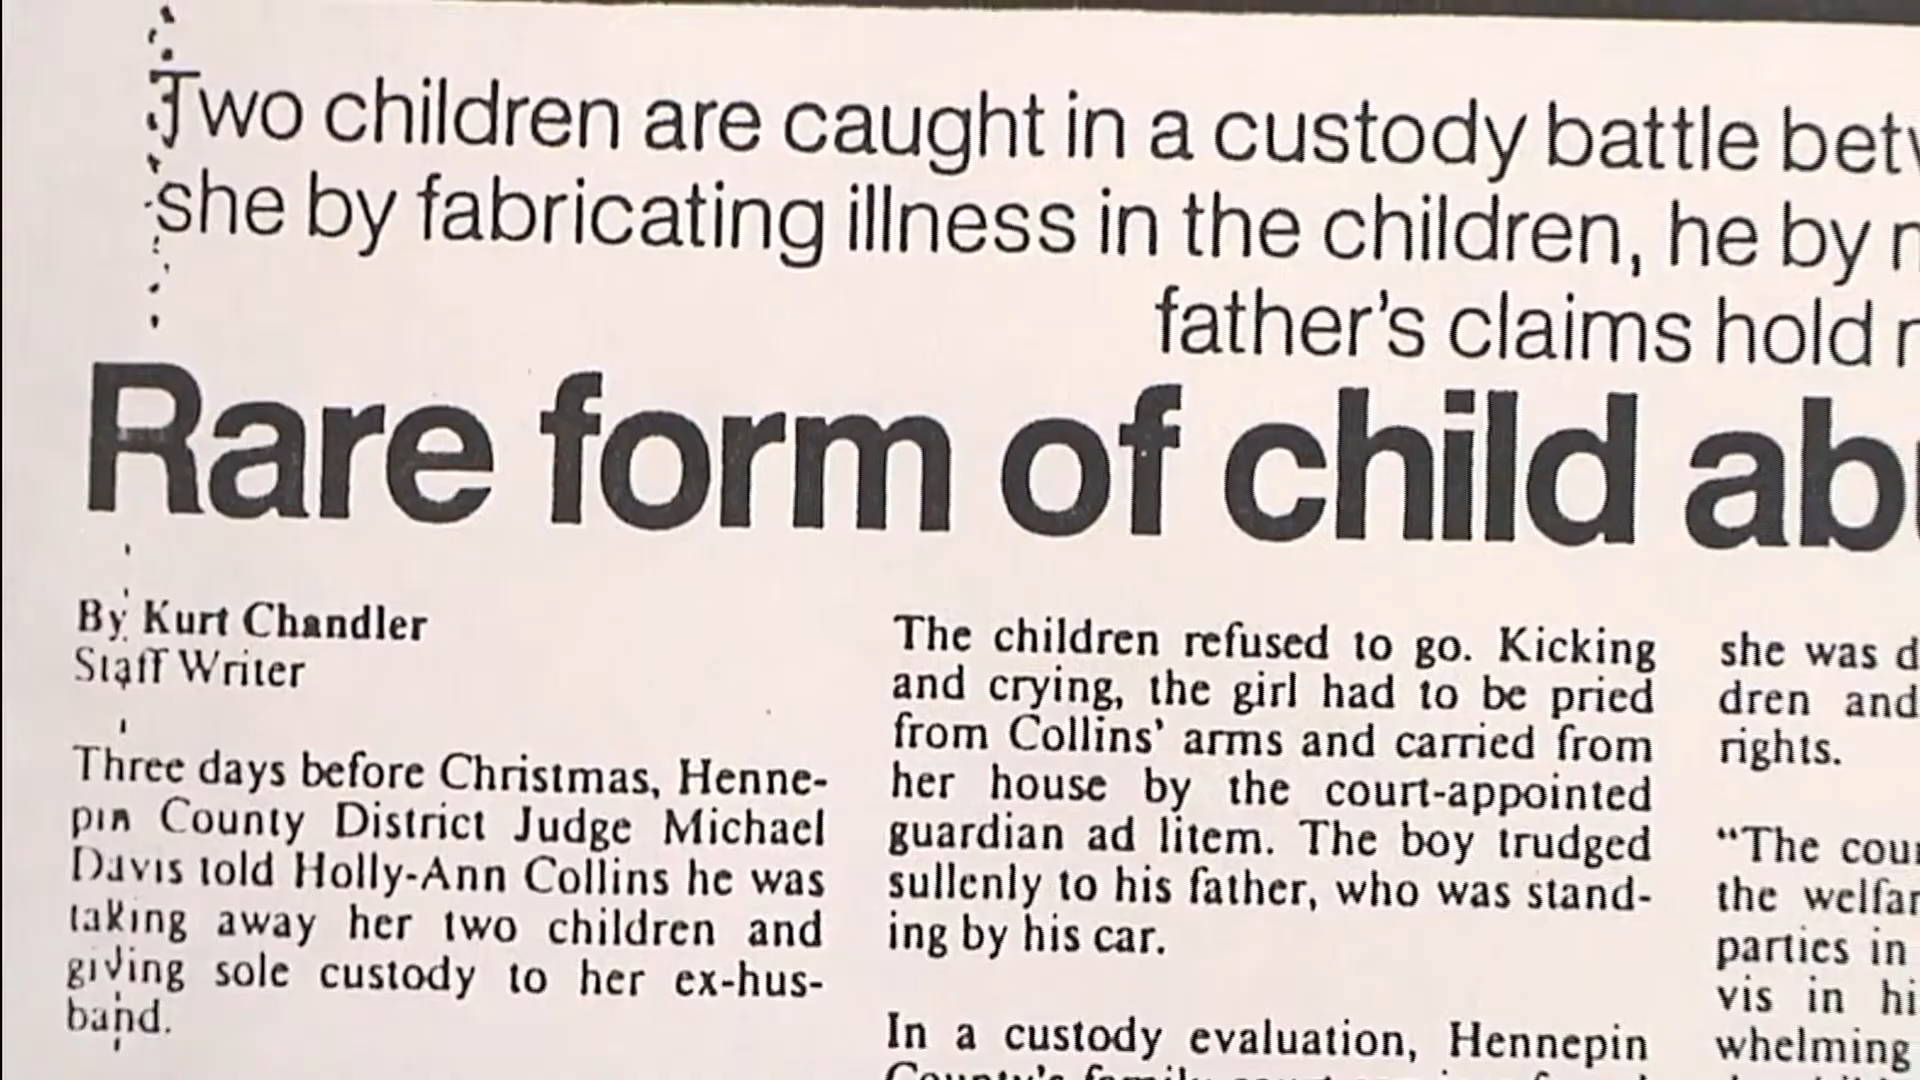 Two children are caught in a custody battle
she by fabricating illness in the children, he by
father's claims hold
Rare form of child
By Kurt Chandler
Staff Writer
Three days before Christmas, Henne-
pin County District Judge Michael
Davis told Holly-Ann Collins he was
taking away her two children and
giving sole custody to her ex-hus-
band.
The children refused to go. Kicking
and crying, the girl had to be pried
from Collins' arms and carried from
her house by the court-appointed
guardian ad litem. The boy trudged
sullenly to his father, who was stand-
ing by his car.
In a custody evaluation, Hennepin
County's family court
she was
dren and
rights.
"The
the
parties in
vis in
whelming